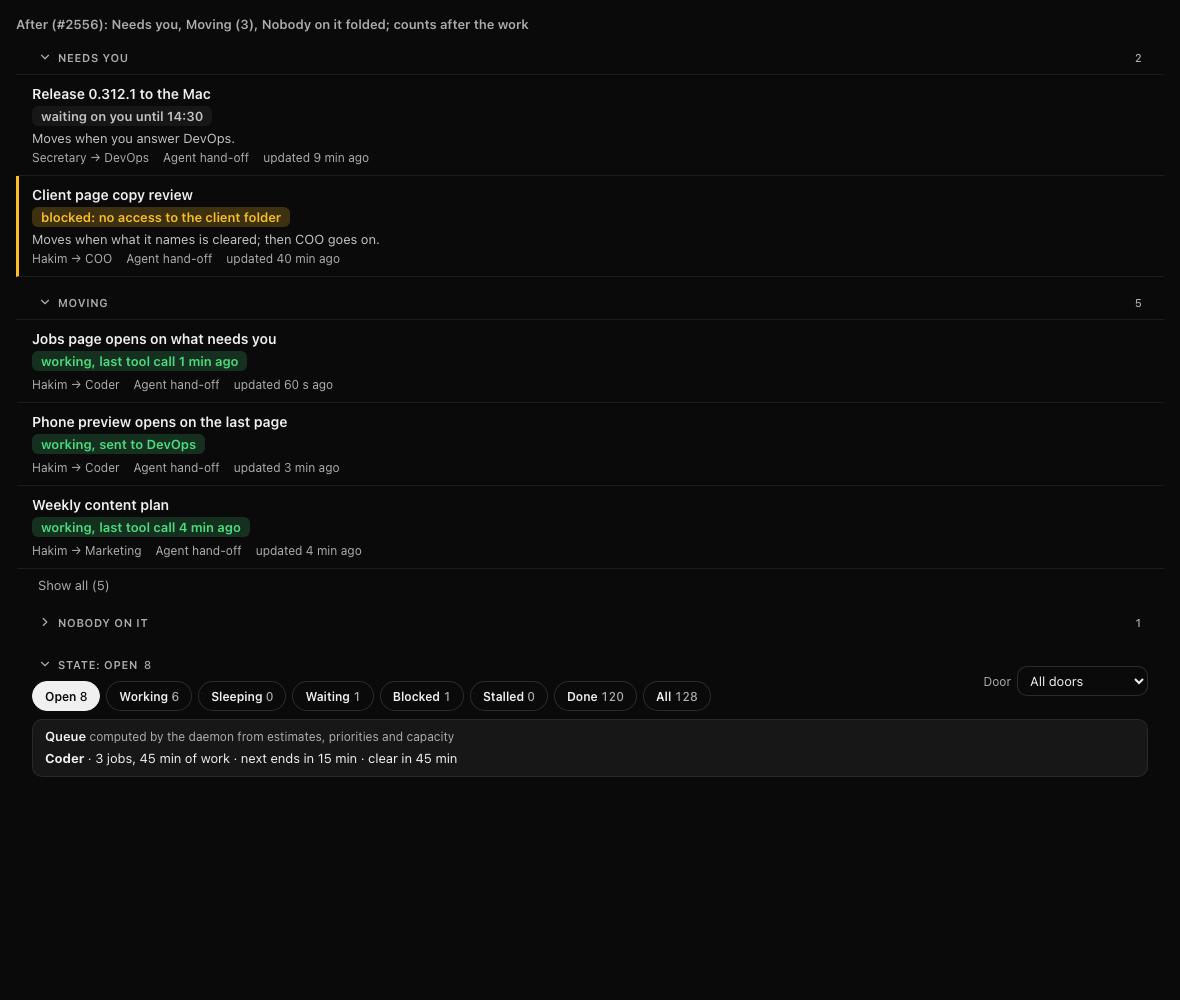 After (#2556): Needs you, Moving (3), Nobody on it folded; counts after the work
NEEDS YOU 2
Release 0.312.1 to the Mac
waiting on you until 14:30
Moves when you answer DevOps.
Secretary → DevOps Agent hand-off updated 9 min ago
Client page copy review
blocked: no access to the client folder
Moves when what it names is cleared; then COO goes on.
Hakim → COO Agent hand-off updated 40 min ago
MOVING 5
Jobs page opens on what needs you
working, last tool call 1 min ago
Hakim → Coder Agent hand-off updated 60 s ago
Phone preview opens on the last page
working, sent to DevOps
Hakim → Coder Agent hand-off updated 3 min ago
Weekly content plan
working, last tool call 4 min ago
Hakim → Marketing Agent hand-off updated 4 min ago
Show all (5)
NOBODY ON IT 1
STATE: OPEN 8
Door All doors
Open 8 Working 6 Sleeping 0 Waiting 1 Blocked 1 Stalled 0 Done 120 All 128
Queue computed by the daemon from estimates, priorities and capacity
Coder · 3 jobs, 45 min of work · next ends in 15 min · clear in 45 min